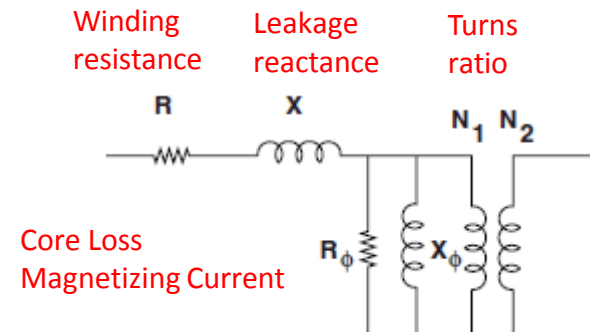 Winding resistance
Leakage reactance
Turns ratio
R
X
N1 N2
Core Loss
Magnetizing Current
Rϕ
Xϕ